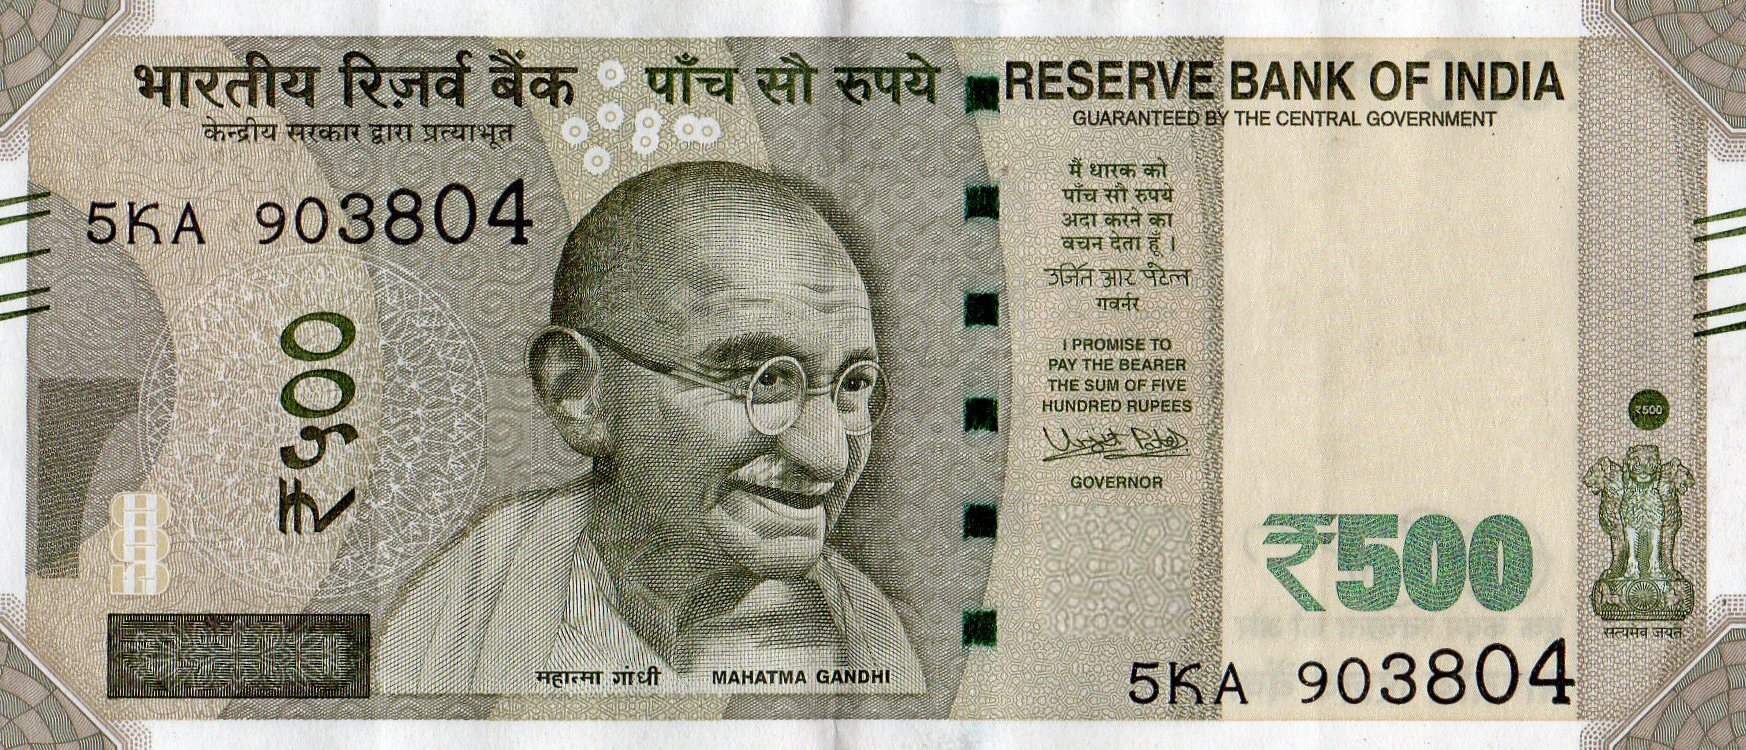 भारतीय रिज़र्व बैंक
केन्द्रीय सरकार द्वारा प्रत्याभूत
पाँच सौ रुपये
RESERVE BANK OF INDIA
GUARANTEED BY THE CENTRAL GOVERNMENT
5KA 903804
₹५००
मैं धारक को
पाँच सौ रुपये
अदा करने का
वचन देता हूँ ।
उर्जित आर पटेल
गवर्नर
I PROMISE TO
PAY THE BEARER
THE SUM OF FIVE
HUNDRED RUPEES
Urjit Patel
GOVERNOR
₹500
₹500
सत्यमेव जयते
महात्मा गांधी
MAHATMA GANDHI
5KA 903804